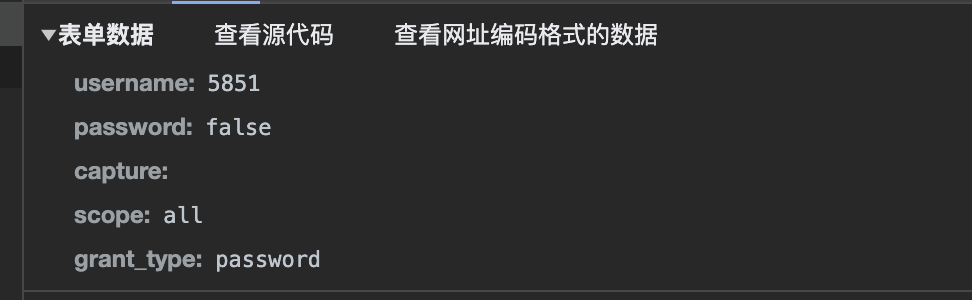 ▼表单数据 查看源代码 查看网址编码格式的数据
username: 5851
password: false
capture:
scope: all
grant_type: password